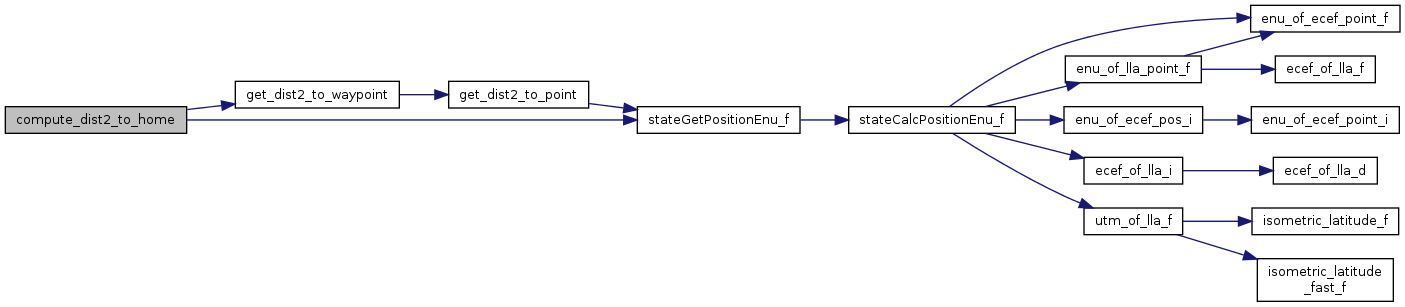 compute_dist2_to_home
get_dist2_to_waypoint
get_dist2_to_point
stateGetPositionEnu_f
stateCalcPositionEnu_f
enu_of_ecef_point_f
enu_of_lla_point_f
ecef_of_lla_f
enu_of_ecef_pos_i
enu_of_ecef_point_i
ecef_of_lla_i
ecef_of_lla_d
utm_of_lla_f
isometric_latitude_f
isometric_latitude
_fast_f